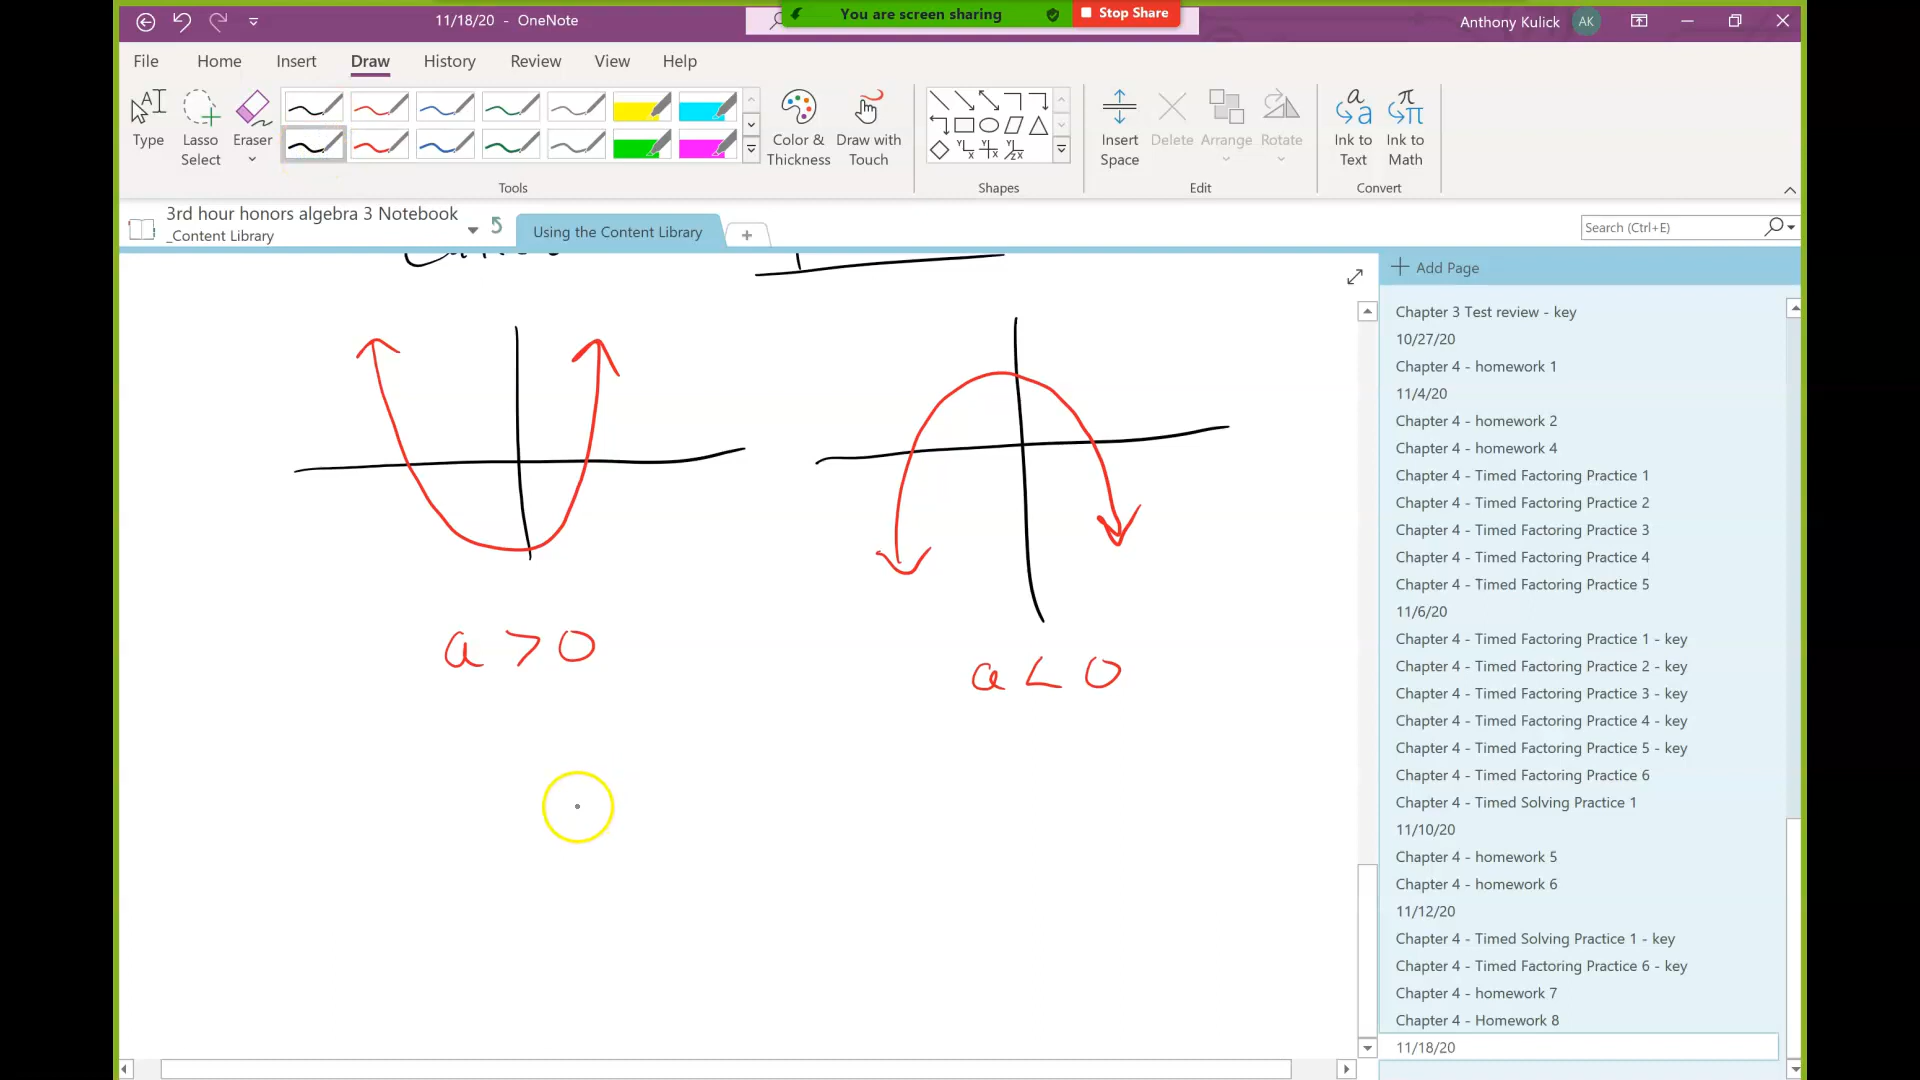 11/18/20 - OneNote
You are screen sharing
Stop Share
Anthony Kulick
AK
File Home Insert Draw History Review View Help
Type
Lasso Select
Eraser
Color & Thickness
Draw with Touch
Insert Space
Delete
Arrange
Rotate
Ink to Text
Ink to Math
Tools
Shapes
Edit
Convert
3rd hour honors algebra 3 Notebook
_Content Library
Using the Content Library
Search (Ctrl+E)
a > 0
a < 0
Add Page
Chapter 3 Test review - key
10/27/20
Chapter 4 - homework 1
11/4/20
Chapter 4 - homework 2
Chapter 4 - homework 4
Chapter 4 - Timed Factoring Practice 1
Chapter 4 - Timed Factoring Practice 2
Chapter 4 - Timed Factoring Practice 3
Chapter 4 - Timed Factoring Practice 4
Chapter 4 - Timed Factoring Practice 5
11/6/20
Chapter 4 - Timed Factoring Practice 1 - key
Chapter 4 - Timed Factoring Practice 2 - key
Chapter 4 - Timed Factoring Practice 3 - key
Chapter 4 - Timed Factoring Practice 4 - key
Chapter 4 - Timed Factoring Practice 5 - key
Chapter 4 - Timed Factoring Practice 6
Chapter 4 - Timed Solving Practice 1
11/10/20
Chapter 4 - homework 5
Chapter 4 - homework 6
11/12/20
Chapter 4 - Timed Solving Practice 1 - key
Chapter 4 - Timed Factoring Practice 6 - key
Chapter 4 - homework 7
Chapter 4 - Homework 8
11/18/20